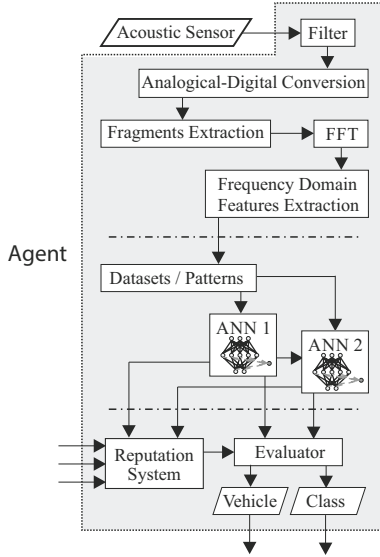 Acoustic Sensor
Filter
Analogical-Digital Conversion
Fragments Extraction
FFT
Frequency Domain
Features Extraction
Agent
Datasets / Patterns
ANN 1
ANN 2
Reputation
System
Evaluator
Vehicle
Class